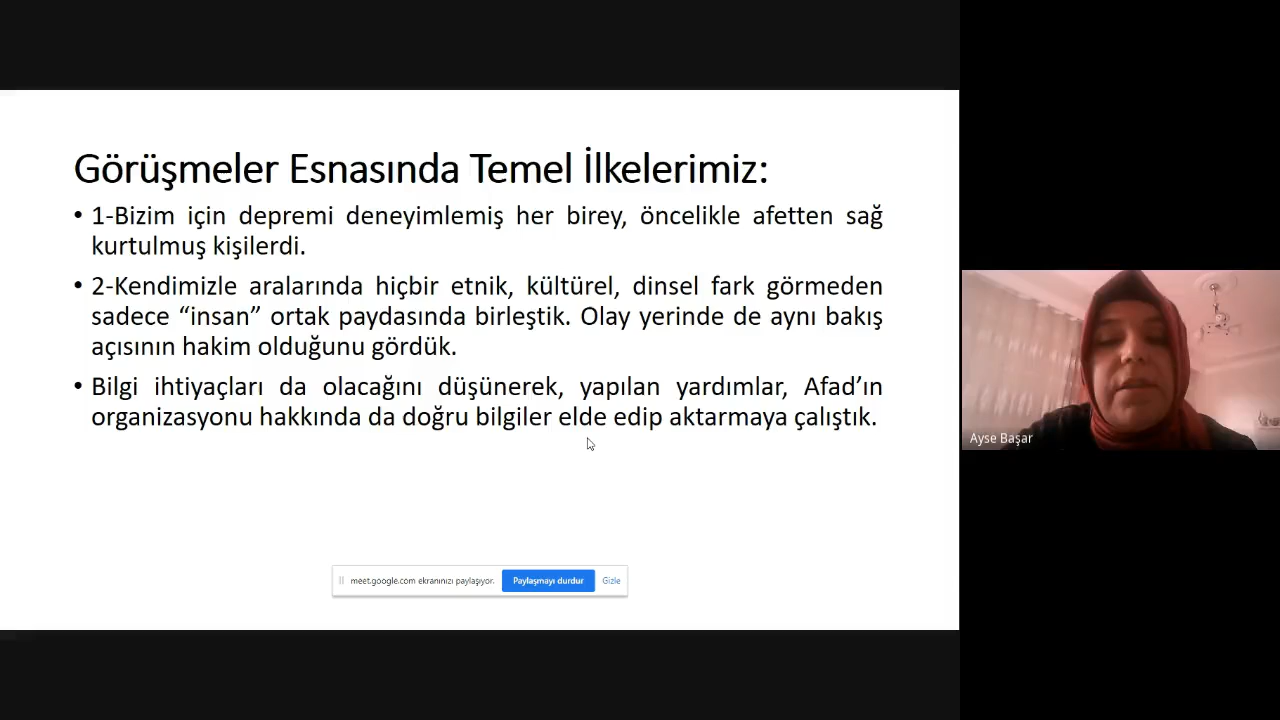 Görüşmeler Esnasında Temel İlkelerimiz:
• 1-Bizim için depremi deneyimlemiş her birey, öncelikle afetten sağ
kurtulmuş kişilerdi.
• 2-Kendimizle aralarında hiçbir etnik, kültürel, dinsel fark görmeden
sadece “insan” ortak paydasında birleştik. Olay yerinde de aynı bakış
açısının hakim olduğunu gördük.
• Bilgi ihtiyaçları da olacağını düşünerek, yapılan yardımlar, Afad’ın
organizasyonu hakkında da doğru bilgiler elde edip aktarmaya çalıştık.
meet.google.com ekranınızı paylaşıyor. Paylaşmayı durdur Gizle
Ayse Başar